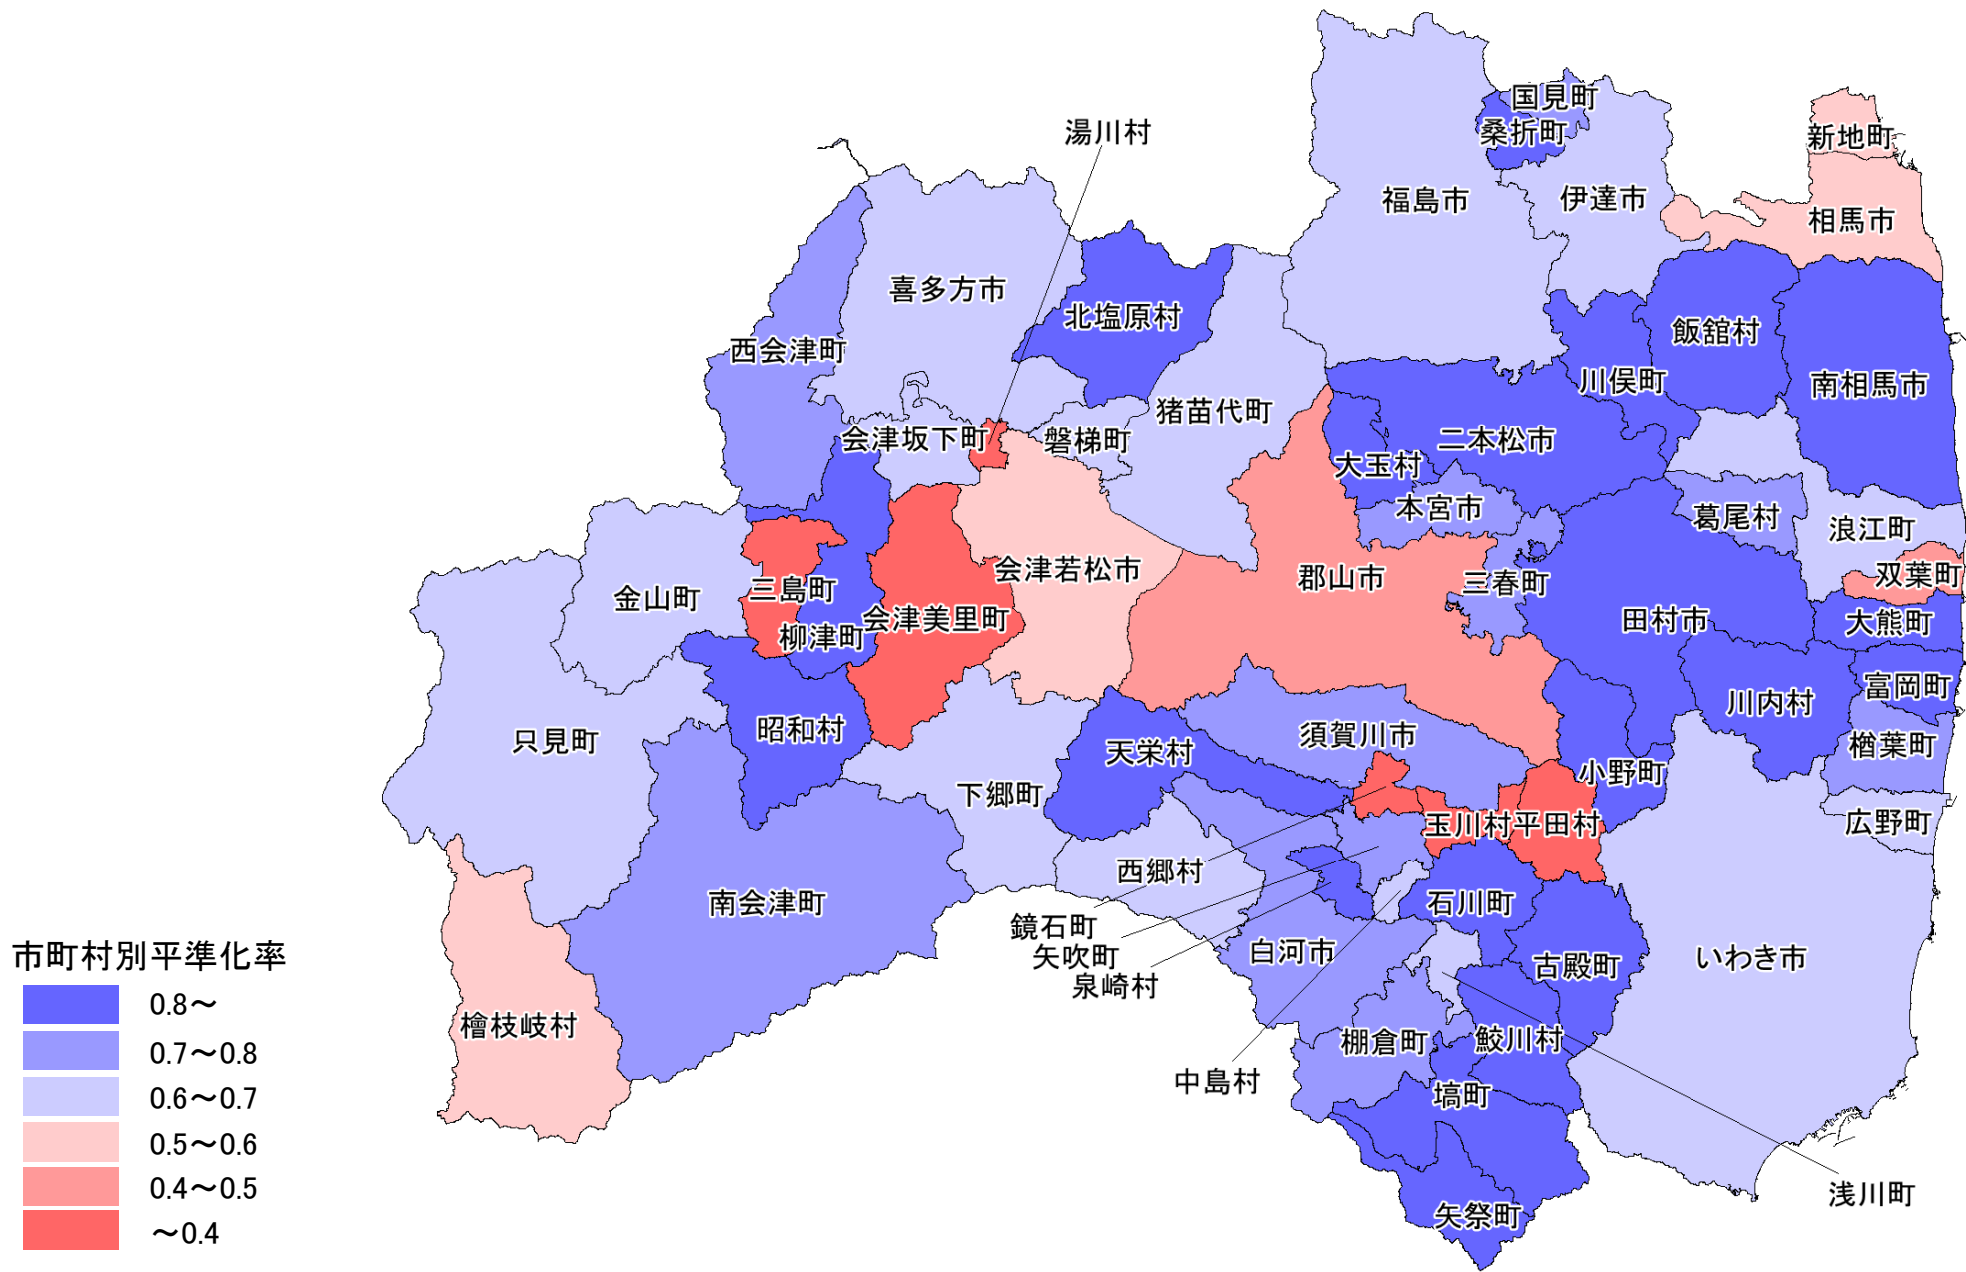 国見町
湯川村
桑折町
新地町
福島市
伊達市
相馬市
喜多方市
北塩原村
飯舘村
西会津町
川俣町
南相馬市
猪苗代町
会津坂下町
磐梯町
二本松市
大玉村
本宮市
葛尾村
浪江町
会津若松市
郡山市
三春町
双葉町
三島町
金山町
会津美里町
田村市
大熊町
柳津町
富岡町
川内村
昭和村
須賀川市
只見町
天栄村
楢葉町
小野町
下郷町
玉川村
平田村
広野町
西郷村
南会津町
石川町
鏡石町
矢吹町
白河市
泉崎村
古殿町
いわき市
檜枝岐村
棚倉町
鮫川村
中島村
塙町
浅川町
矢祭町
市町村別平準化率
0.8～
0.7～0.8
0.6～0.7
0.5～0.6
0.4～0.5
～0.4